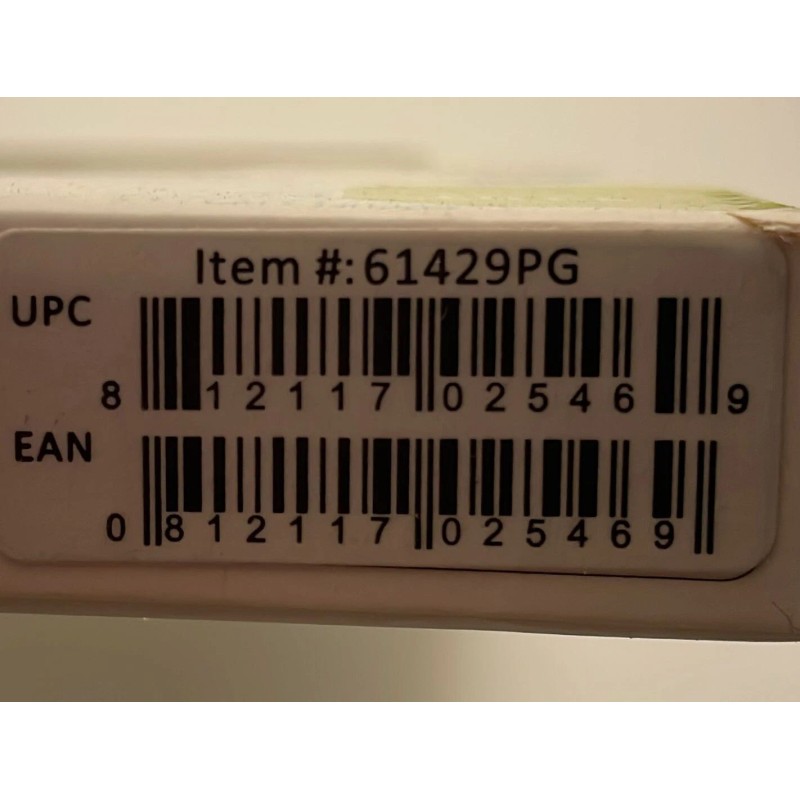 Item #: 61429PG
UPC
8 12117 02546 9
EAN
0 812117 025469